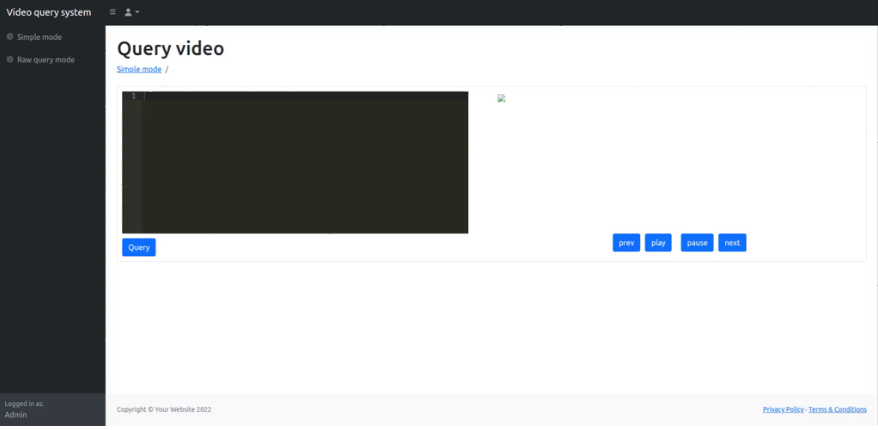 Video query system
Simple mode
Raw query mode
Query video
Simple mode /
1
Query
prev play pause next
Logged in as:
Admin
Copyright © Your Website 2022
Privacy Policy · Terms & Conditions